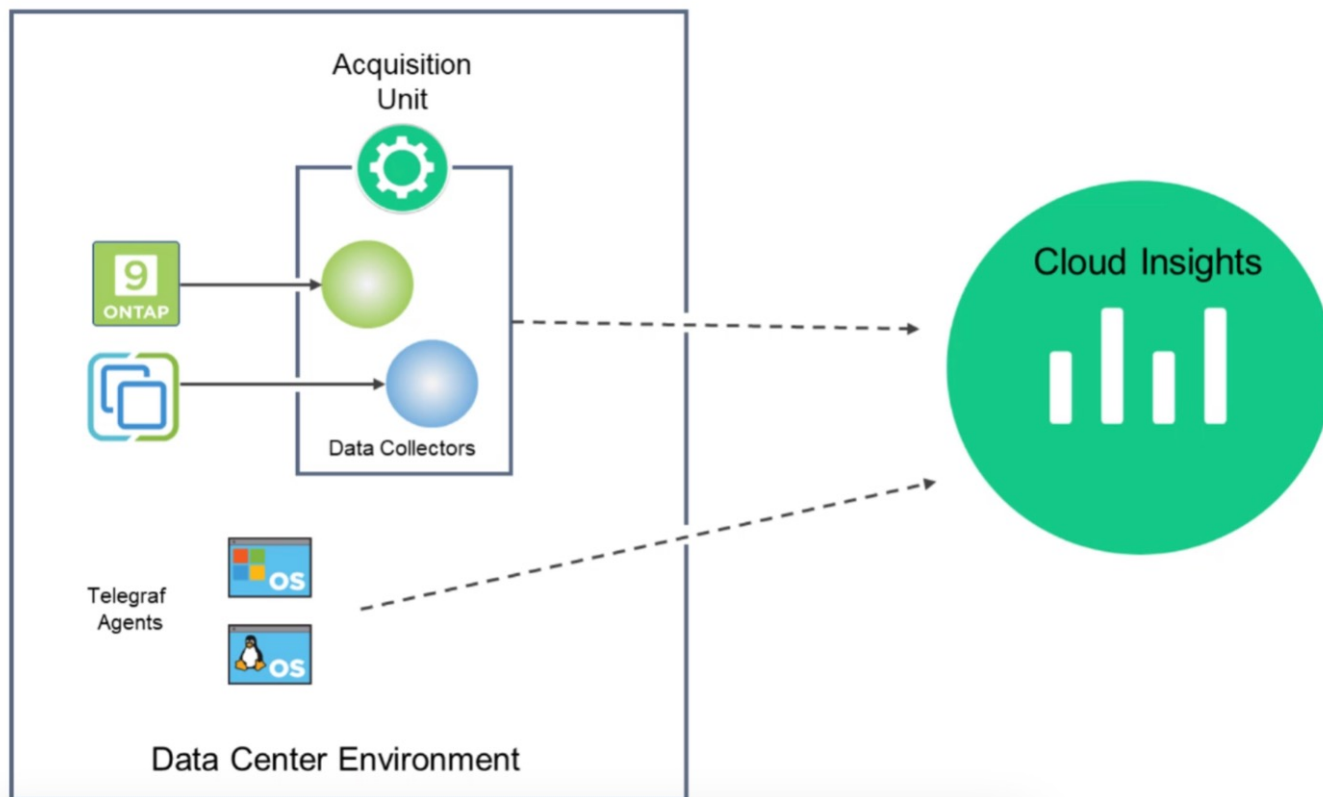 Acquisition
Unit
9
ONTAP
Cloud Insights
Data Collectors
Telegraf
Agents
OS
OS
Data Center Environment